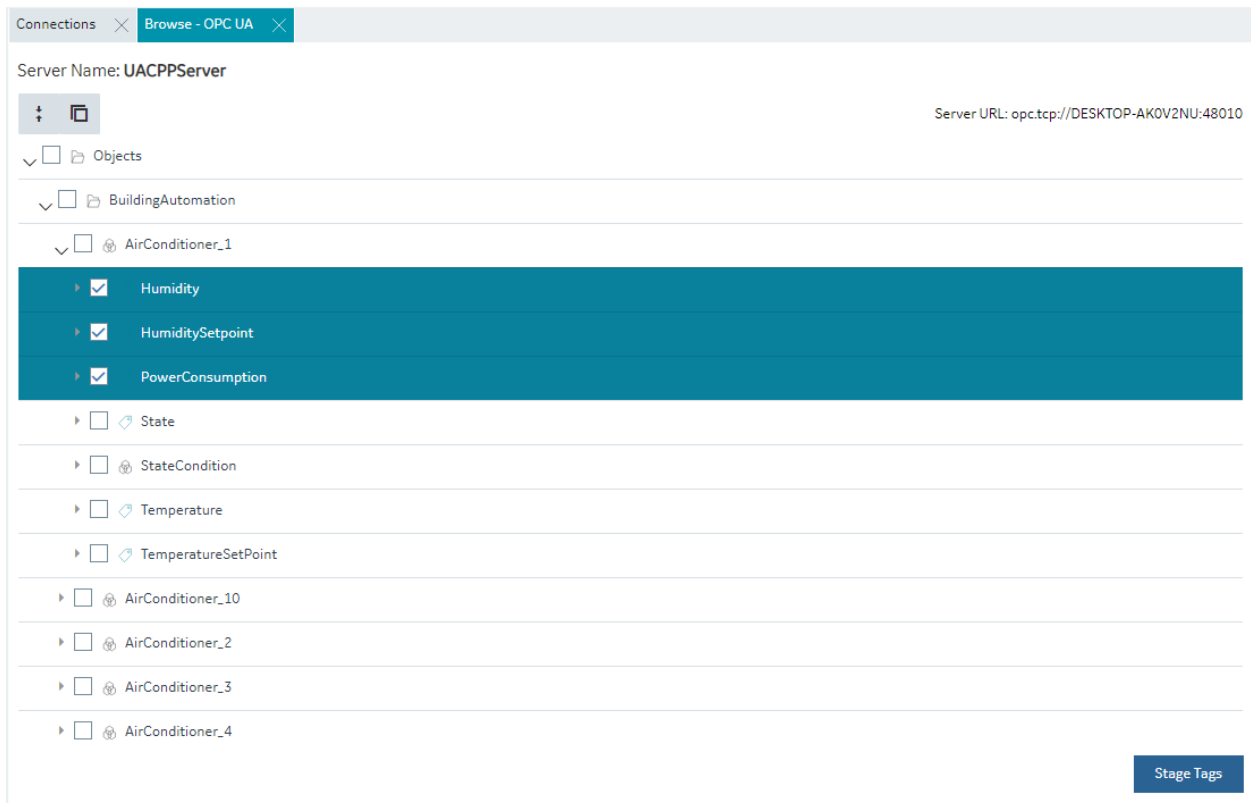 Connections Browse - OPC UA
Server Name: UACPPServer
Server URL: opc.tcp://DESKTOP-AK0V2NU:48010
Objects
BuildingAutomation
AirConditioner_1
Humidity
HumiditySetpoint
PowerConsumption
State
StateCondition
Temperature
TemperatureSetPoint
AirConditioner_10
AirConditioner_2
AirConditioner_3
AirConditioner_4
Stage Tags